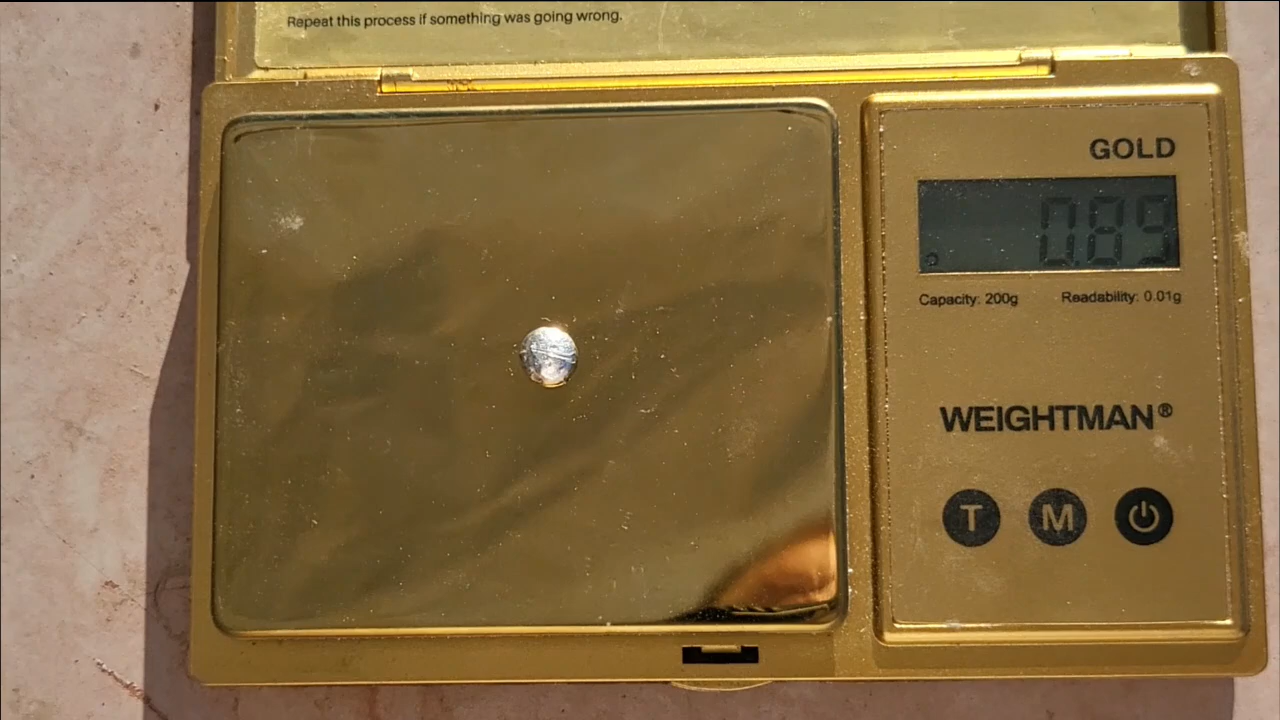 Repeat this process if something was going wrong.
GOLD
0.89
Capacity: 200g Readability: 0.01g
WEIGHTMAN®
T M